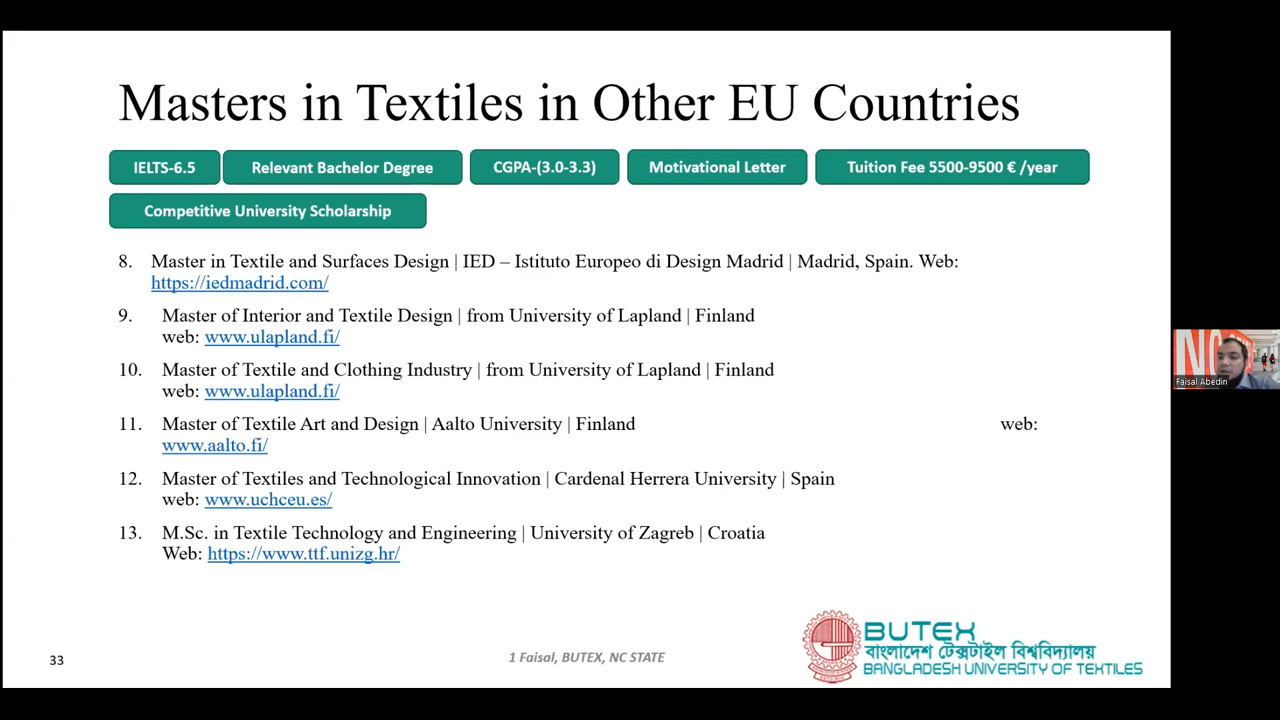 Masters in Textiles in Other EU Countries
IELTS-6.5
Relevant Bachelor Degree
CGPA-(3.0-3.3)
Motivational Letter
Tuition Fee 5500-9500 € /year
Competitive University Scholarship
8. Master in Textile and Surfaces Design | IED – Istituto Europeo di Design Madrid | Madrid, Spain. Web:
https://iedmadrid.com/
9. Master of Interior and Textile Design | from University of Lapland | Finland
web: www.ulapland.fi/
10. Master of Textile and Clothing Industry | from University of Lapland | Finland
web: www.ulapland.fi/
11. Master of Textile Art and Design | Aalto University | Finland web:
www.aalto.fi/
12. Master of Textiles and Technological Innovation | Cardenal Herrera University | Spain
web: www.uchceu.es/
13. M.Sc. in Textile Technology and Engineering | University of Zagreb | Croatia
Web: https://www.ttf.unizg.hr/
NC
Faisal Abedin
33
1 Faisal, BUTEX, NC STATE
BUTEX
বাংলাদেশ টেক্সটাইল বিশ্ববিদ্যালয়
BANGLADESH UNIVERSITY OF TEXTILES